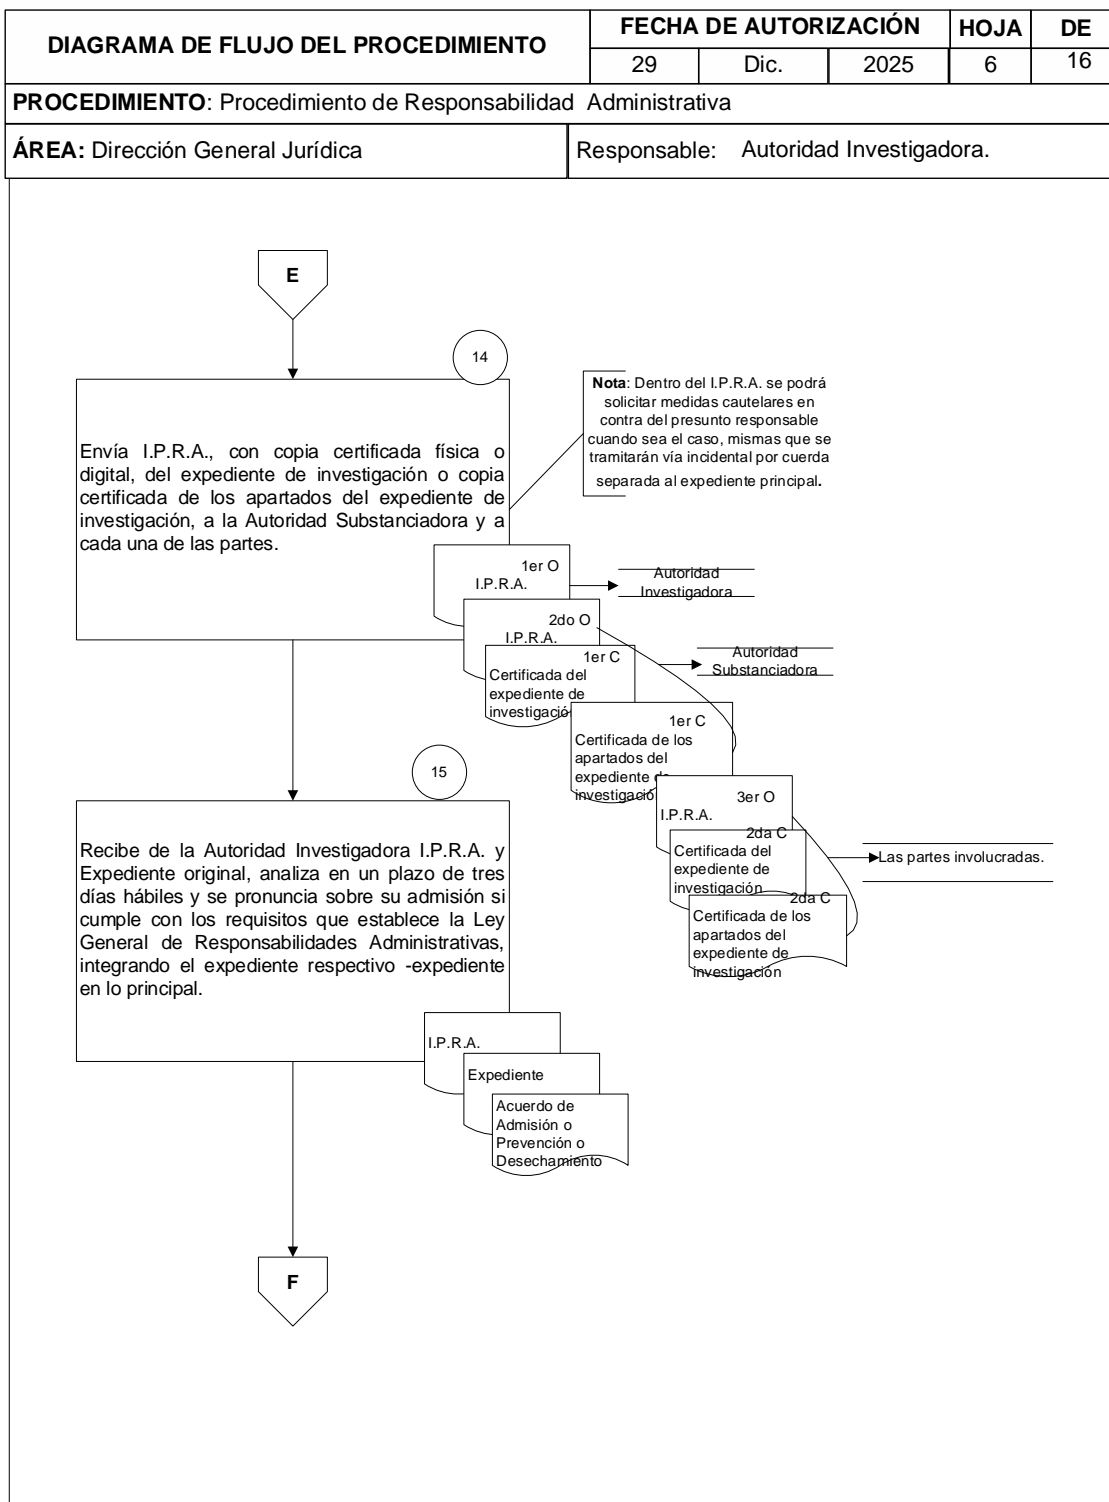 DIAGRAMA DE FLUJO DEL PROCEDIMIENTO
FECHA DE AUTORIZACIÓN
HOJA
DE
29
Dic.
2025
6
16
PROCEDIMIENTO: Procedimiento de Responsabilidad Administrativa
ÁREA: Dirección General Jurídica
Responsable: Autoridad Investigadora.
E
14
Nota: Dentro del I.P.R.A. se podrá
solicitar medidas cautelares en
contra del presunto responsable
cuando sea el caso, mismas que se
tramitarán vía incidental por cuerda
separada al expediente principal.
Envía I.P.R.A., con copia certificada física o
digital, del expediente de investigación o copia
certificada de los apartados del expediente de
investigación, a la Autoridad Substanciadora y a
cada una de las partes.
1er O
I.P.R.A.
Autoridad
Investigadora
2do O
I.P.R.A.
1er C
Certificada del
expediente de
investigación
Autoridad
Substanciadora
1er C
Certificada de los
apartados del
expediente de
investigación
3er O
I.P.R.A.
2da C
Certificada del
expediente de
investigación
2da C
Certificada de los
apartados del
expediente de
investigación
Las partes involucradas.
15
Recibe de la Autoridad Investigadora I.P.R.A. y
Expediente original, analiza en un plazo de tres
días hábiles y se pronuncia sobre su admisión si
cumple con los requisitos que establece la Ley
General de Responsabilidades Administrativas,
integrando el expediente respectivo -expediente
en lo principal.
I.P.R.A.
Expediente
Acuerdo de
Admisión o
Prevención o
Desechamiento
F